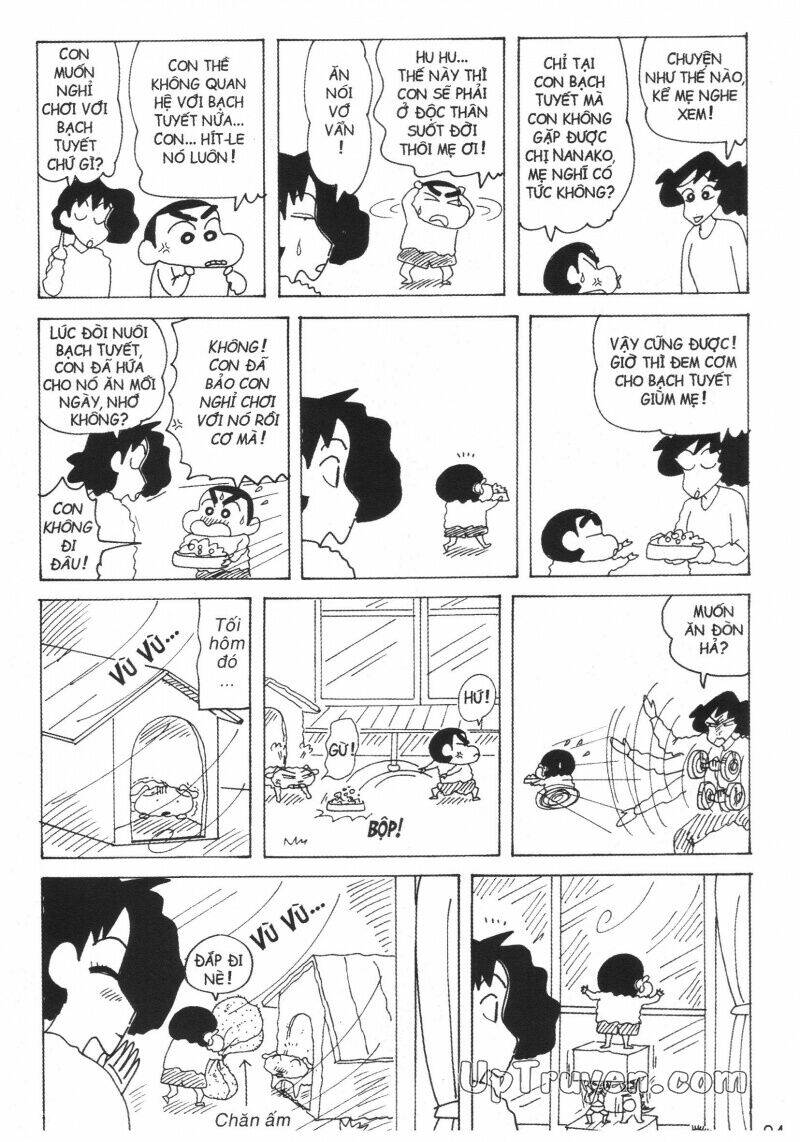 CHUYỆN
NHƯ THẾ NÀO,
KỂ MẸ NGHE
XEM!
CHỈ TẠI
CON BẠCH
TUYẾT MÀ
CON KHÔNG
GẶP ĐƯỢC
CHỊ NANAKO,
MẸ NGHĨ CÓ
TỨC KHÔNG?
HU HU...
THẾ NÀY THÌ
CON SẼ PHẢI
Ở ĐỘC THÂN
SUỐT ĐỜI
THÔI MẸ ƠI!
ĂN
NÓI
VỚ
VẨN
!
CON THỀ
KHÔNG QUAN
HỆ VỚI BẠCH
TUYẾT NỮA...
CON... HÍT-LE
NÓ LUÔN!
CON
MUỐN
NGHỈ
CHƠI VỚI
BẠCH
TUYẾT
CHỨ GÌ?
VẬY CŨNG ĐƯỢC!
GIỜ THÌ ĐEM CƠM
CHO BẠCH TUYẾT
GIÙM MẸ!
KHÔNG!
CON ĐÃ
BẢO CON
NGHỈ CHƠI
VỚI NÓ RỒI
CƠ MÀ!
LÚC ĐÒI NUÔI
BẠCH TUYẾT,
CON ĐÃ HỨA
CHO NÓ ĂN MỖI
NGÀY, NHỚ
KHÔNG?
CON
KHÔNG
ĐI
ĐÂU!
MUỐN
ĂN ĐÒN
HẢ?
HỨ!
GỪ!
BỘP!
Tối
hôm
đó
...
VÙ VÙ...
VÙ VÙ...
ĐẮP ĐI
NÈ!
Chăn ấm
UpTruyen.com